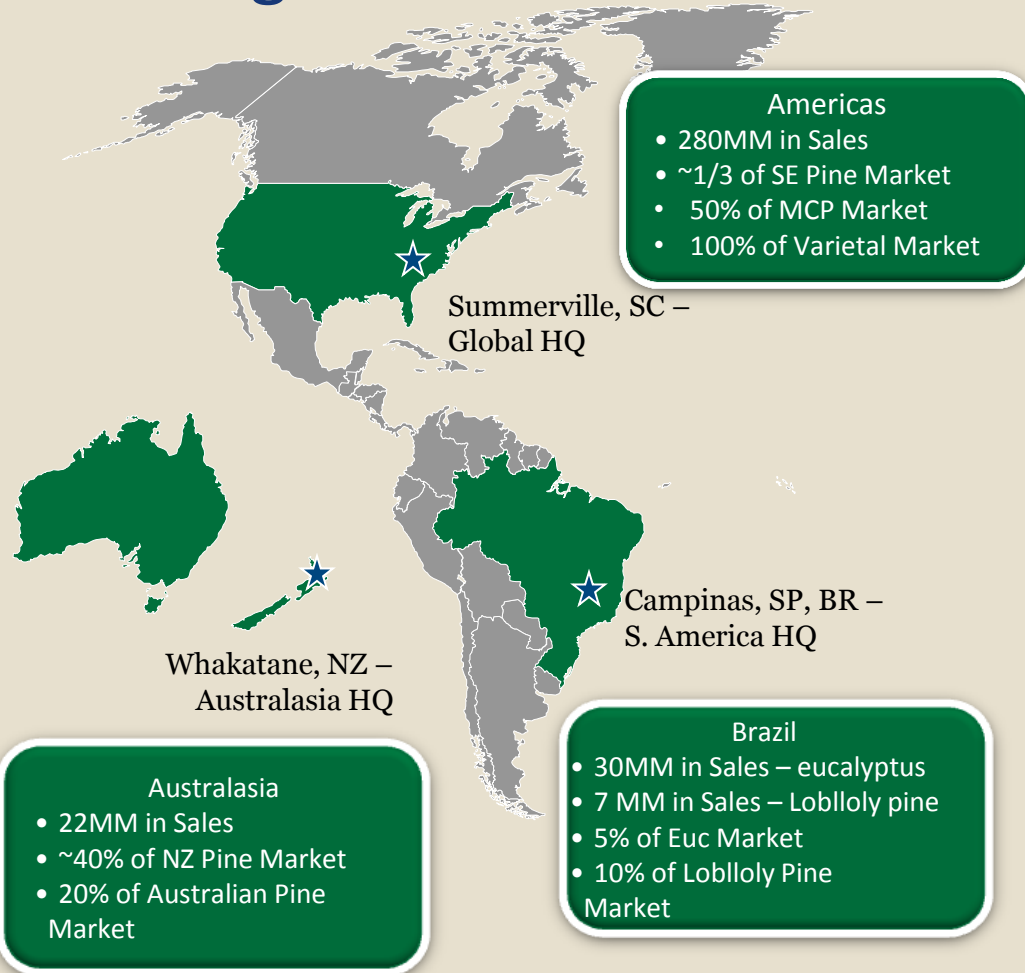 Americas
• 280MM in Sales
• ~1/3 of SE Pine Market
• 50% of MCP Market
• 100% of Varietal Market
Summerville, SC –
Global HQ
Whakatane, NZ –
Australasia HQ
Campinas, SP, BR –
S. America HQ
Australasia
• 22MM in Sales
• ~40% of NZ Pine Market
• 20% of Australian Pine
Market
Brazil
• 30MM in Sales – eucalyptus
• 7 MM in Sales – Loblloly pine
• 5% of Euc Market
• 10% of Loblloly Pine
Market